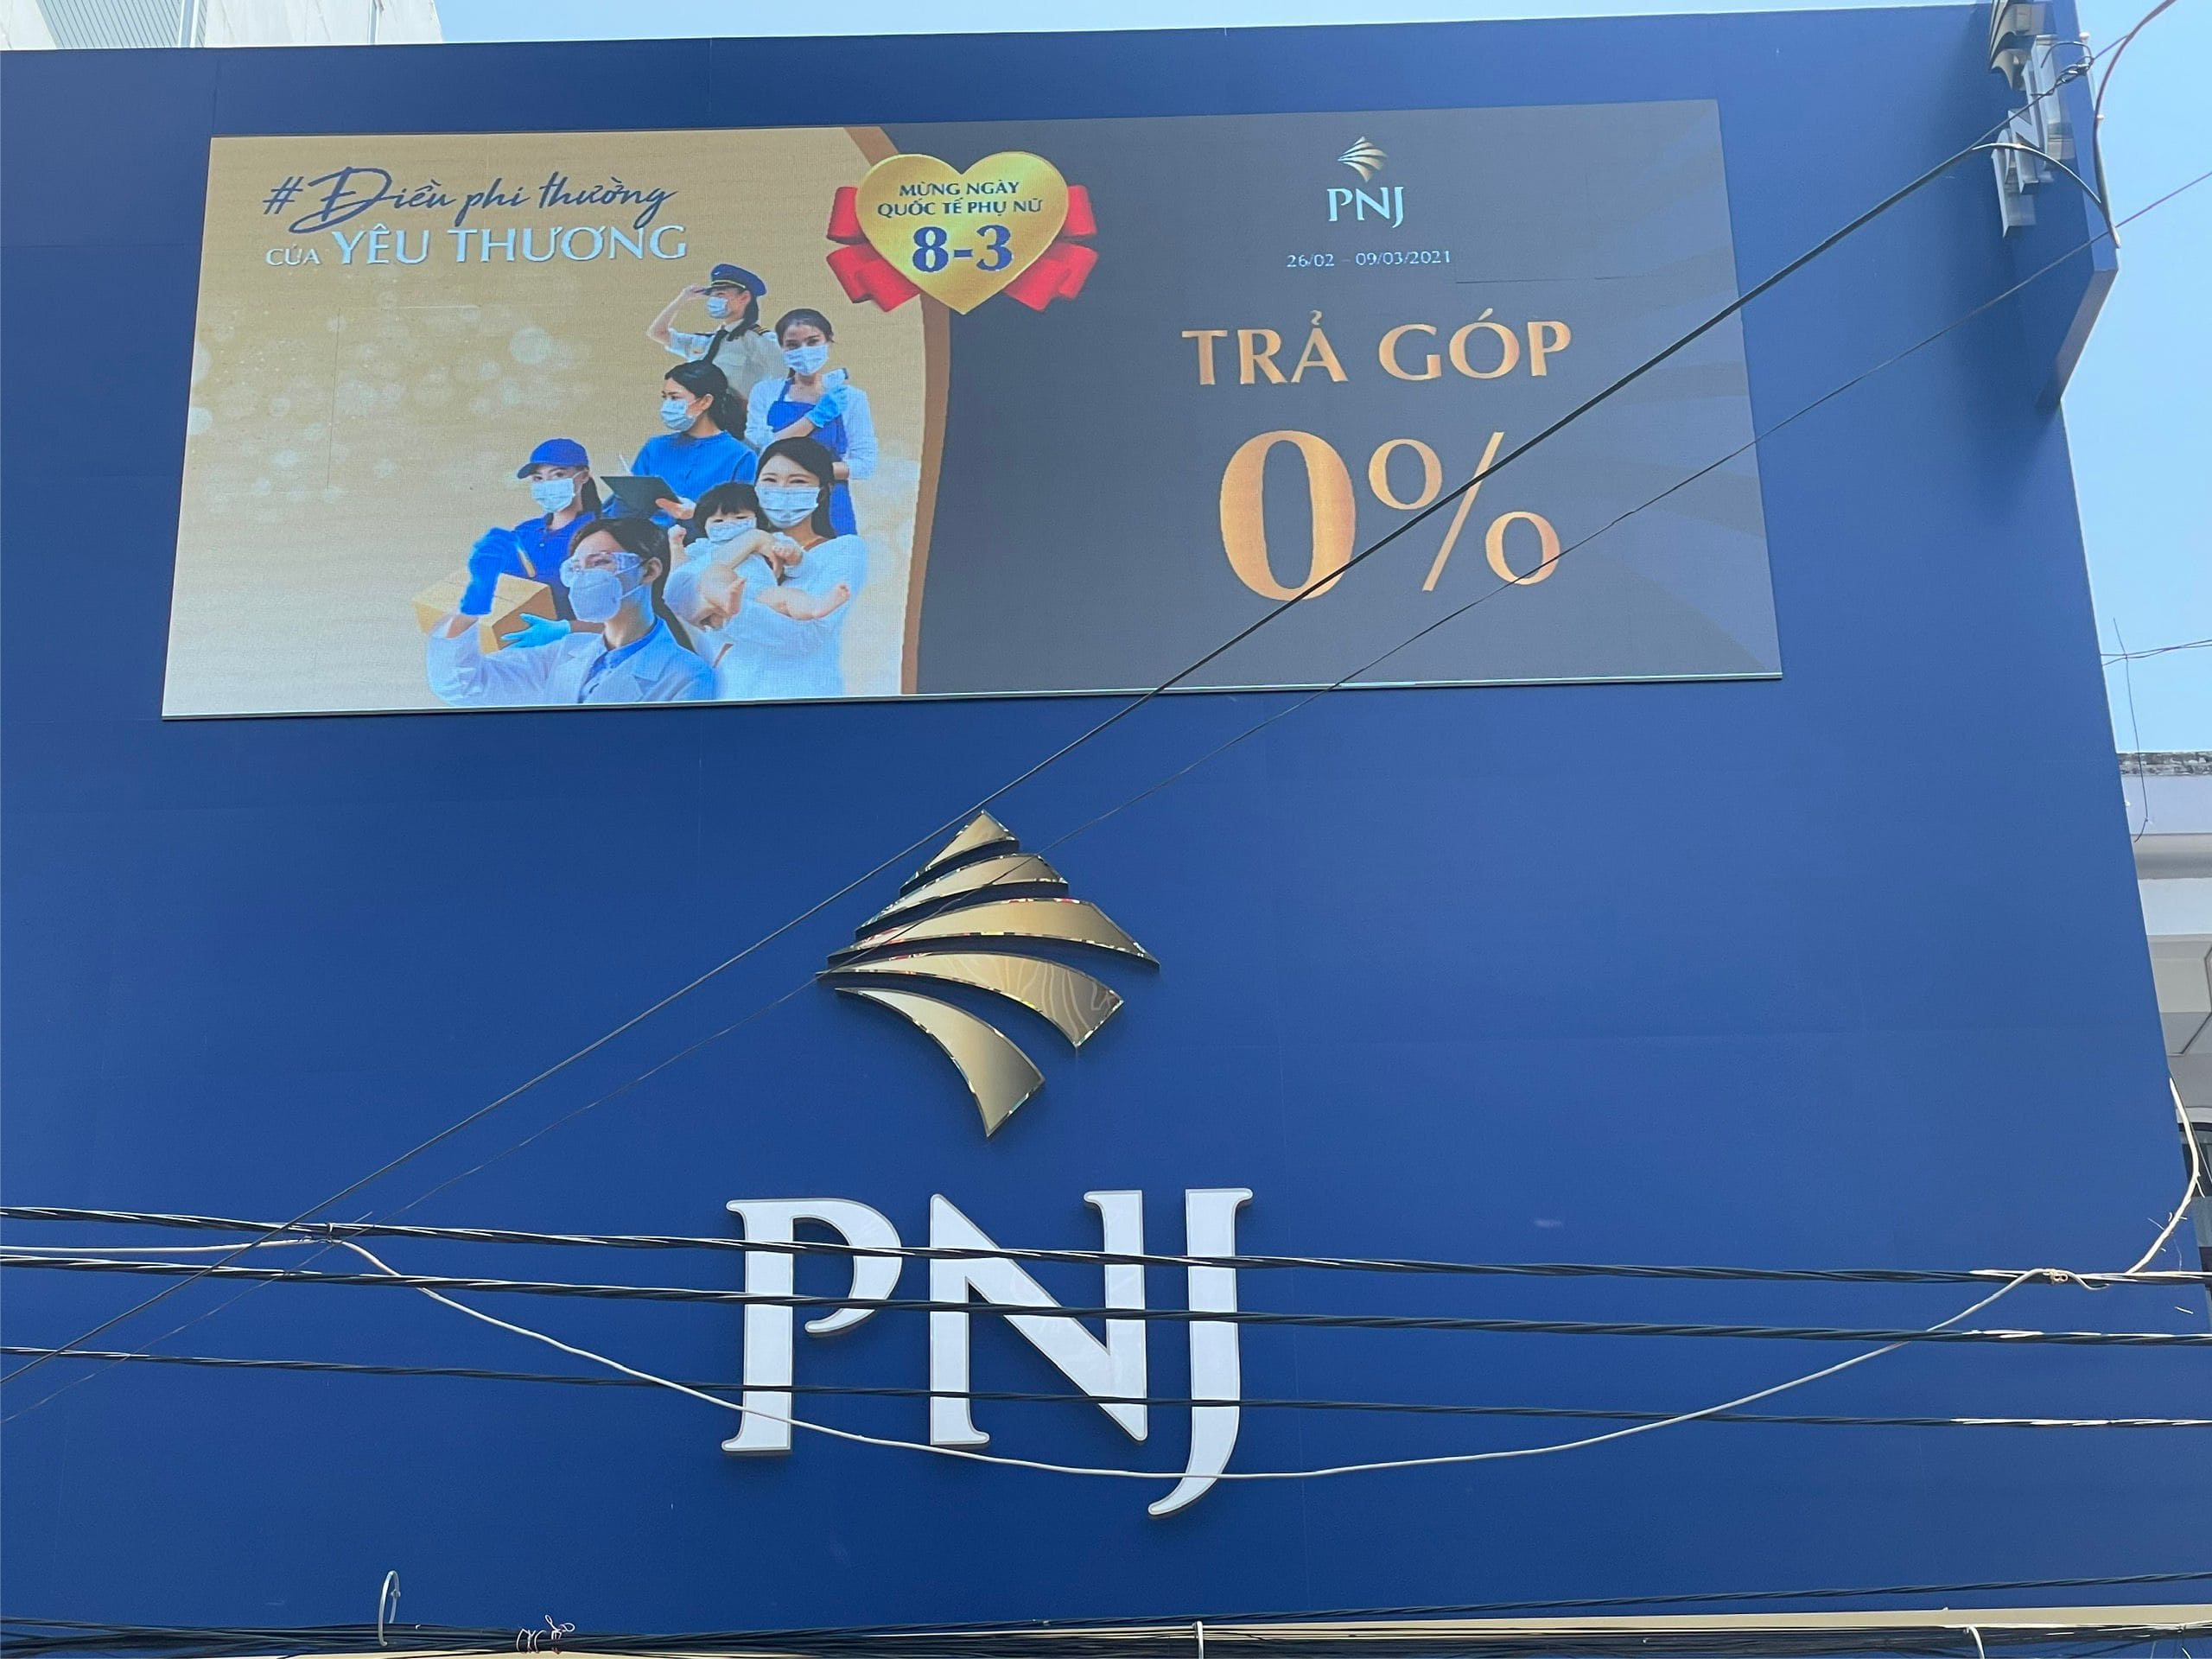 #Điều phi thường
CỦA YÊU THƯƠNG
MỪNG NGÀY
QUỐC TẾ PHỤ NỮ
8-3
PNJ
26/02 - 09/03/2021
TRẢ GÓP
0%
PNJ
PNJ